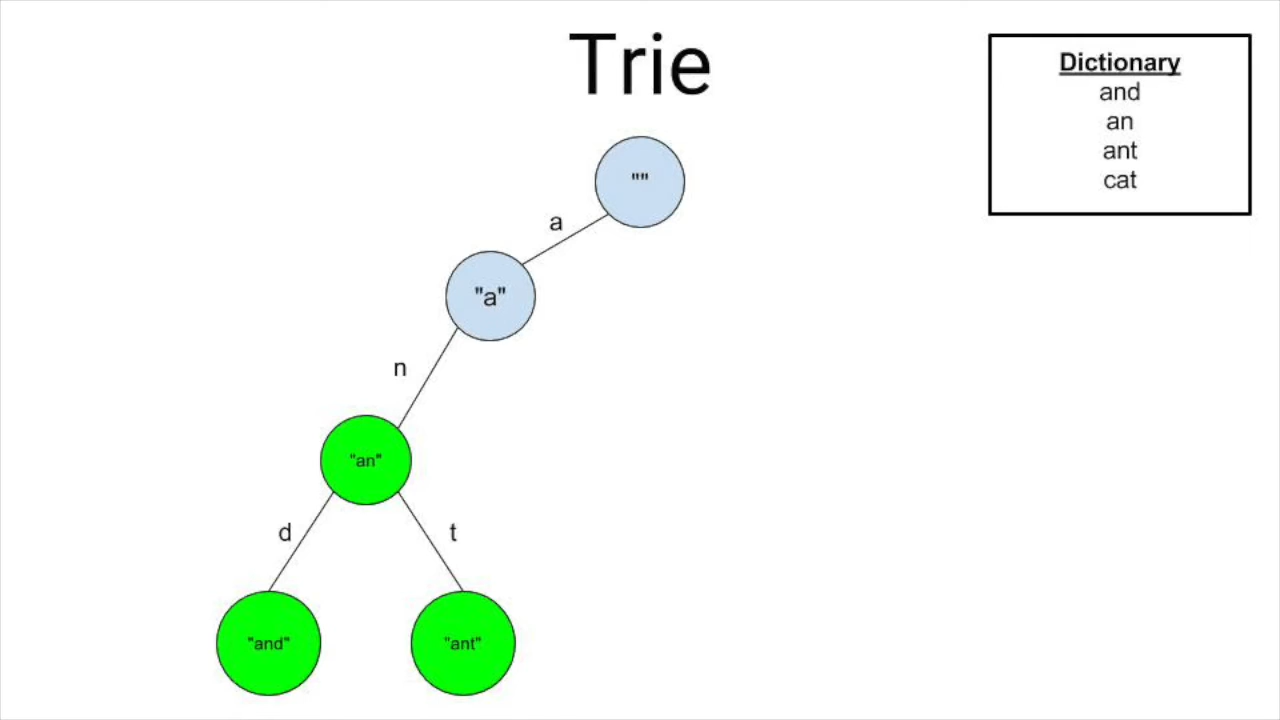 Trie
Dictionary
and
an
ant
cat
""
a
"a"
n
"an"
d
t
"and"
"ant"